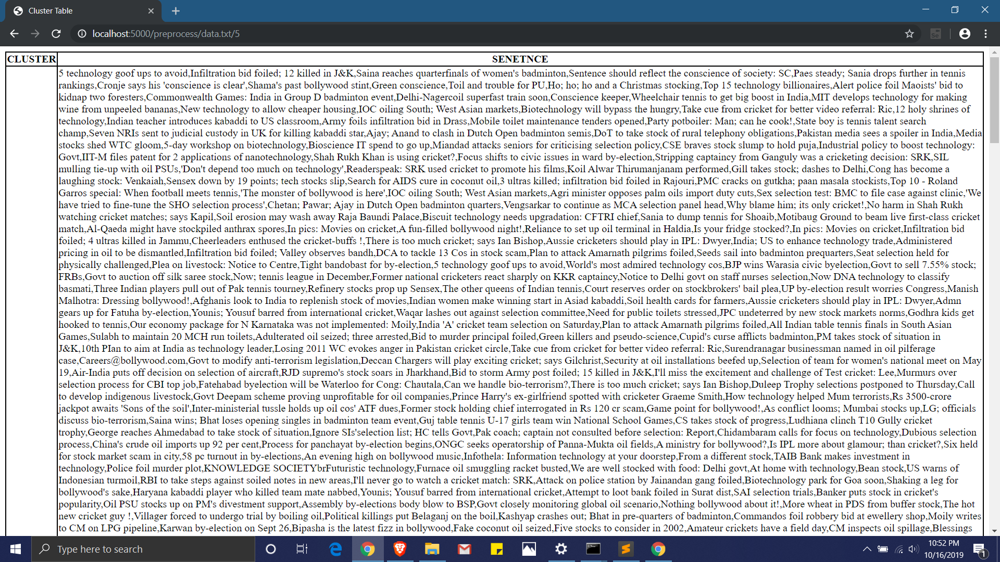 Cluster Table
localhost:5000/preprocess/data.txt/5
CLUSTER
SENETNCE
5 technology goof ups to avoid,Infiltration bid foiled; 12 killed in J&K,Saina reaches quarterfinals of women's badminton,Sentence should reflect the conscience of society: SC,Paes steady; Sania drops further in tennis
rankings,Cronje says his 'conscience is clear',Shama's past bollywood stint,Green conscience,Toil and trouble for PU,Ho; ho; ho and a Christmas stocking,Top 15 technology billionaires,Alert police foil Maoists' bid to
kidnap two foresters,Commonwealth Games: India in Group D badminton event,Delhi-Nagercoil superfast train soon,Conscience keeper,Wheelchair tennis to get big boost in India,MIT develops technology for making
wine from unpeeled bananas,New technology to allow cheaper housing,IOC oiling South; West Asian markets,Biotechnology will bypass the hungry,Take cue from cricket for better video referral: Ric,12 holy shrines of
technology,Indian teacher introduces kabaddi to US classroom,Army foils infiltration bid in Drass,Mobile toilet maintenance tenders opened,Party potboiler: Man; can he cook!,State boy is tennis talent search
champ,Seven NRIs sent to judicial custody in UK for killing kabaddi star,Ajay; Anand to clash in Dutch Open badminton semis,DoT to take stock of rural telephony obligations,Pakistan media sees a spoiler in India,Media
stocks shed WTC gloom,5-day workshop on biotechnology,Bioscience IT spend to go up,Miandad attacks seniors for criticising selection policy,CSE braves stock slump to hold puja,Industrial policy to boost technology:
Govt,IIT-M files patent for 2 applications of nanotechnology,Shah Rukh Khan is using cricket?,Focus shifts to civic issues in ward by-election,Stripping captaincy from Ganguly was a cricketing decision: SRK,SIL
mulling tie-up with oil PSUs,'Don't depend too much on technology',Readerspeak: SRK used cricket to promote his films,Koil Alwar Thirumanjanam performed,Gill takes stock; dashes to Delhi,Cong has become a
laughing stock: Venkaiah,Sensex down by 19 points; tech stocks slip,Search for AIDS cure in coconut oil,3 ultras killed; infiltration bid foiled in Rajouri,PMC cracks on gutkha; paan masala stockists,Top 10 - Roland
Garros special: When football meets tennis,'The monster of bollywood is here',IOC oiling South; West Asian markets,Agri minister opposes palm oils import duty cuts,Sex selection test: BMC to file case against clinic,'We
have tried to fine-tune the SHO selection process',Chetan; Pawar; Ajay in Dutch Open badminton quarters,Vengsarkar to continue as MCA selection panel head,Why blame him; its only cricket!,No harm in Shah Rukh
watching cricket matches; says Kapil,Soil erosion may wash away Raja Baundi Palace,Biscuit technology needs upgradation: CFTRI chief,Sania to dump tennis for Shoaib,Motibaug Ground to beam live first-class cricket
match,Al-Qaeda might have stockpiled anthrax spores,In pics: Movies on cricket,A fun-filled bollywood night!,Reliance to set up oil terminal in Haldia,Is your fridge stocked?,In pics: Movies on cricket,Infiltration bid
foiled; 4 ultras killed in Jammu,Cheerleaders enthused the cricket-buffs !,There is too much cricket; says Ian Bishop,Aussie cricketers should play in IPL: Dwyer,India; US to enhance technology trade,Administered
pricing in oil to be dismantled,Infiltration bid foiled; Valley observes bandh,DCA to tackle 13 Cos in stock scam,Plan to attack Amarnath pilgrims foiled,Seeds sail into badminton prequarters,Seat selection held for
physically challenged,Plea on livestock: Notice to Centre,Tight bandobast for by-election,5 technology goof ups to avoid,World's most admired technology cos,BJP wins Warasia civic byelection,Govt to sell 7.55% stock;
FRBs,Govt to auction off silk saree stock,Now; tennis league in December,Former national cricketers react sharply on KKR captaincy,Notice to Delhi govt on staff nurses selection,Now DNA technology to classify
basmati,Three Indian players pull out of Pak tennis tourney,Refinery stocks prop up Sensex,The other queens of Indian tennis,Court reserves order on stockbrokers' bail plea,UP by-election result worries Congress,Manish
Malhotra: Dressing bollywood!,Afghanis look to India to replenish stock of movies,Indian women make winning start in Asiad kabaddi,Soil health cards for farmers,Aussie cricketers should play in IPL: Dwyer,Admn
gears up for Fatuha by-election,Younis; Yousuf barred from international cricket,Waqar lashes out against selection committee,Need for public toilets stressed,JPC undeterred by new stock markets norms,Godhra kids get
hooked to tennis,Our economy package for N Karnataka was not implemented: Moily,India 'A' cricket team selection on Saturday,Plan to attack Amarnath pilgrims foiled,All Indian table tennis finals in South Asian
Games,Sulabh to maintain 20 MCH run toilets,Adulterated oil seized; three arrested,Bid to murder principal foiled,Green killers and pseudo-science,Cupid's curse afflicts badminton,PM takes stock of situation in
J&K,10th PIan to aim at India as technology leader,Losing 2011 WC evokes anger in Pakistan cricket circle,Take cue from cricket for better video referral: Ric,Surendranagar businessman named in oil pilferage
case,Careers@bollywood.com,Govt to modify anti-terrorism legislation,Deccan Chargers will play exciting cricket; says Gilchrist,Security at oil installations beefed up,Selection of team for women's national meet on May
19,Air-India puts off decision on selection of aircraft,RJD supremo's stock soars in Jharkhand,Bid to storm Army post foiled; 15 killed in J&K,I'll miss the excitement and challenge of Test cricket: Lee,Murmurs over
selection process for CBI top job,Fatehabad byelection will be Waterloo for Cong: Chautala,Can we handle bio-terrorism?,There is too much cricket; says Ian Bishop,Duleep Trophy selections postponed to Thursday,Call
to develop indigenous livestock,Govt Deepam scheme proving unprofitable for oil companies,Prince Harry's ex-girlfriend spotted with cricketer Graeme Smith,How technology helped Mum terrorists,Rs 3500-crore
jackpot awaits 'Sons of the soil',Inter-ministerial tussle holds up oil cos' ATF dues,Former stock holding chief interrogated in Rs 120 cr scam,Game point for bollywood!,As conflict looms; Mumbai stocks up,LG; officials
discuss bio-terrorism,Saina wins; Bhat loses opening singles in badminton team event,Guj table tennis U-17 girls team win National School Games,CS takes stock of progress,Ludhiana clinch T10 Gully cricket
trophy,George reaches Ahmedabad to take stock of situation,Ignore SIs'selection list; HC tells Govt,Pak coach; captain not consulted before selection: Report,Chidambaram calls for focus on technology,Dubious selection
process,China's crude oil imports up 92 per cent,Process for panchayat by-election begins,ONGC seeks operatorship of Panna-Mukta oil fields,A ministry for bollywood?,Is IPL more about glamour; than cricket?,Six held
for stock market scam in city,58 pc turnout in by-elections,An evening high on bollywood music,Infothela: Information technology at your doorstep,From a different stock,TAIB Bank makes investment in
technology,Police foil murder plot,KNOWLEDGE SOCIETYbrFuturistic technology,Furnace oil smuggling racket busted,We are well stocked with food: Delhi govt,At home with technology,Bean stock,US warns of
Indonesian turmoil,RBI to take steps against soiled notes in new areas,I'll never go to watch a cricket match: SRK,Attack on police station by Jainandan gang foiled,Biotechnology park for Goa soon,Shaking a leg for
bollywood's sake,Haryana kabaddi player who killed team mate nabbed,Younis; Yousuf barred from international cricket,Attempt to loot bank foiled in Surat dist,SAI selection trials,Banker puts stock in cricket's
popularity,Oil PSU stocks up on PM's divestment support,Assembly by-elections body blow to BSP,Govt closely monitoring global oil scenario,Nothing bollywood about it!,More wheat in PDS from buffer stock,The hot
new cricket guy !,Villager forced to undergo trial by boiling oil,Political killings put Belaganj on the boil,Kashyap crashes out; Bhat in pre-quarters of badminton,Commandos foil robbery bid at ewellery shop,Moily writes
to CM on LPG pipeline,Karwan by-election on Sept 26,Bipasha is the latest fizz in bollywood,Fake coconut oil seized,Five stocks to consider in 2002,Amateur crickets have a field day,CM inspects oil spillage,Blessings
Type here to search
10:52 PM
10/16/2019
1